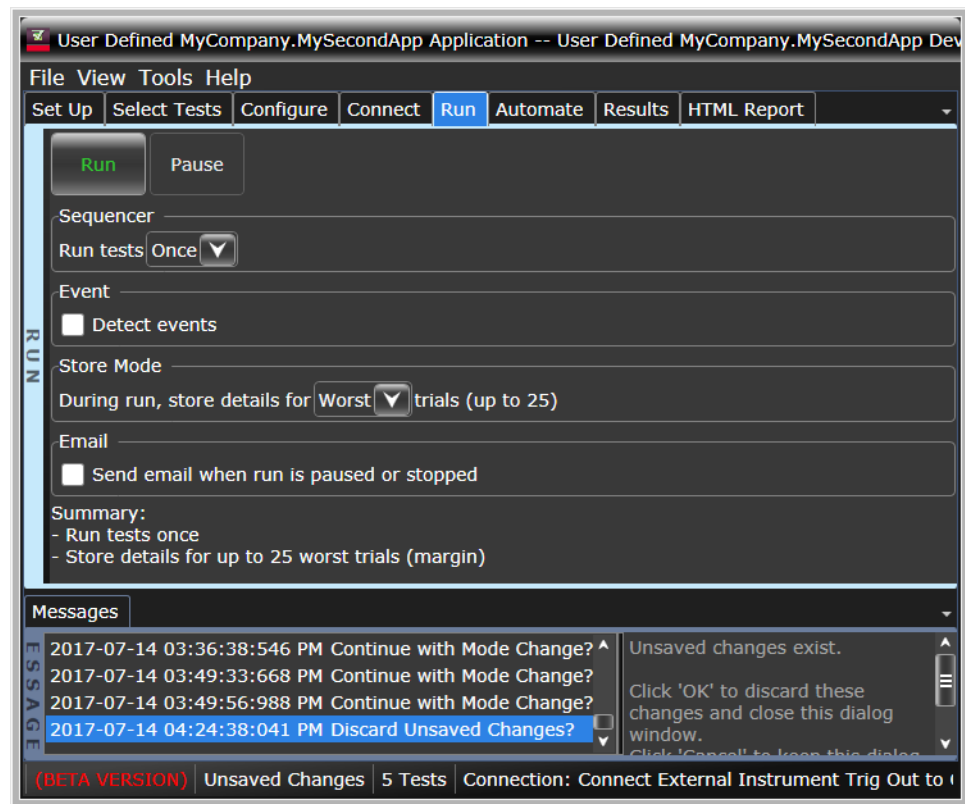 User Defined MyCompany.MySecondApp Application -- User Defined MyCompany.MySecondApp Dev
File View Tools Help
Set Up Select Tests Configure Connect Run Automate Results HTML Report
Run Pause
Sequencer
Run tests Once
Event
Detect events
RUN
Store Mode
During run, store details for Worst trials (up to 25)
Email
Send email when run is paused or stopped
Summary:
- Run tests once
- Store details for up to 25 worst trials (margin)
Messages
ESSAGE
2017-07-14 03:36:38:546 PM Continue with Mode Change?
2017-07-14 03:49:33:668 PM Continue with Mode Change?
2017-07-14 03:49:56:988 PM Continue with Mode Change?
2017-07-14 04:24:38:041 PM Discard Unsaved Changes?
Unsaved changes exist.
Click 'OK' to discard these
changes and close this dialog
window.
Click 'Cancel' to keep this dialog
(BETA VERSION) Unsaved Changes 5 Tests Connection: Connect External Instrument Trig Out to